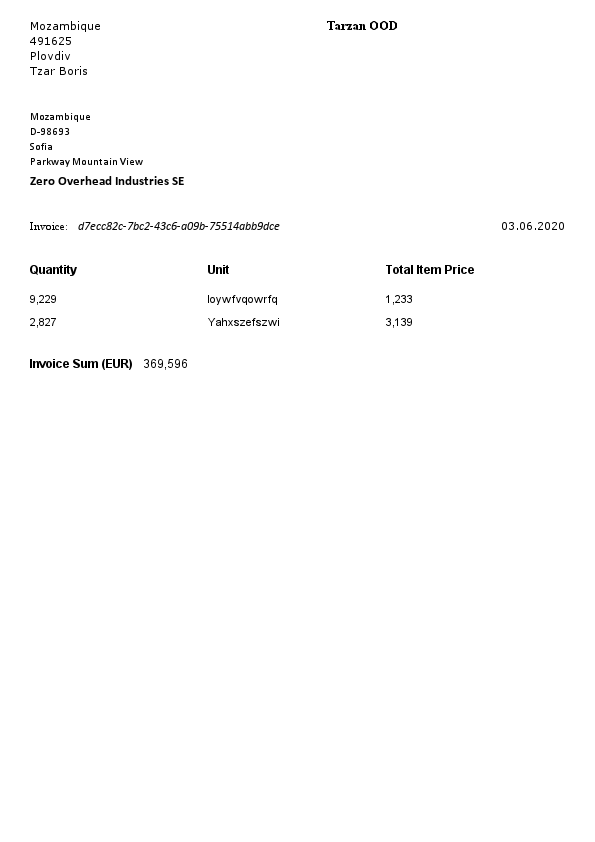 Mozambique
491625
Plovdiv
Tzar Boris
Tarzan OOD
Mozambique
D-98693
Sofia
Parkway Mountain View
Zero Overhead Industries SE
Invoice: d7ecc82c-7bc2-43c6-a09b-75514abb9dce 03.06.2020
Quantity Unit Total Item Price
9,229 loywfvqowrfq 1,233
2,827 Yahxszefszwi 3,139
Invoice Sum (EUR) 369,596